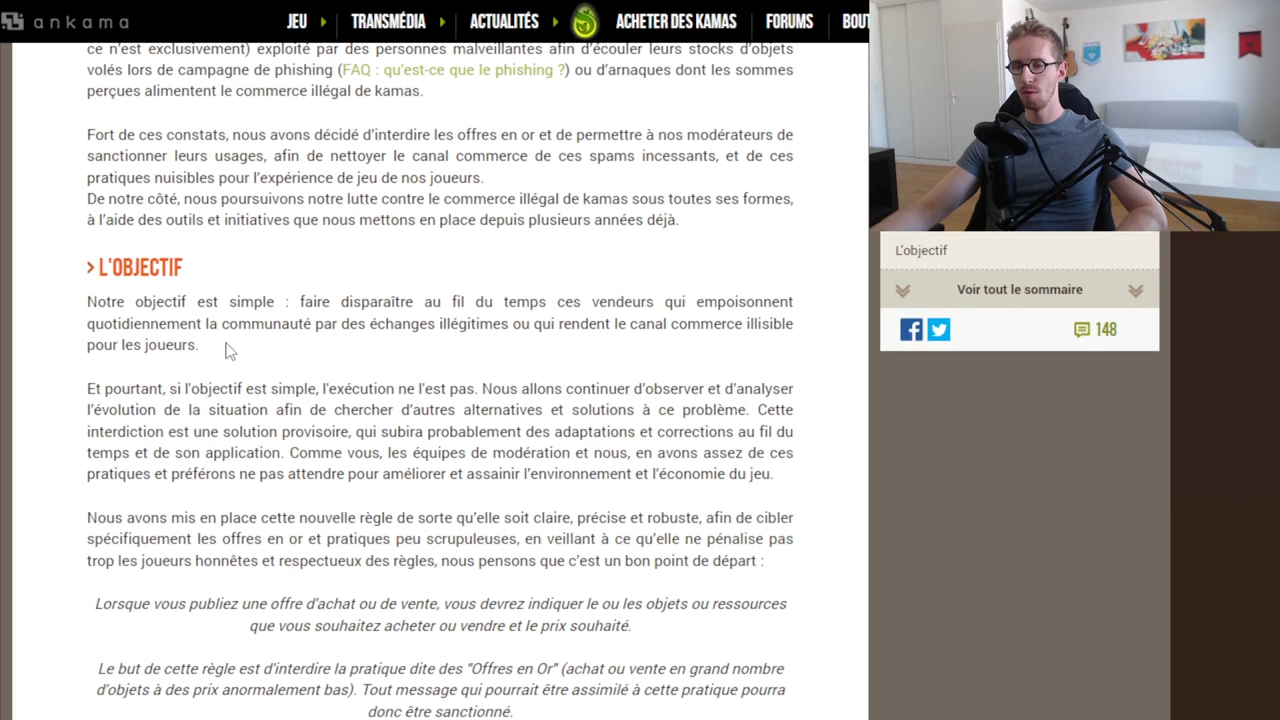 ankama
JEU TRANSMÉDIA ACTUALITÉS ACHETER DES KAMAS FORUMS BOUT
ce n'est exclusivement) exploité par des personnes malveillantes afin d'écouler leurs stocks d'objets
volés lors de campagne de phishing (FAQ : qu'est-ce que le phishing ?) ou d'arnaques dont les sommes
perçues alimentent le commerce illégal de kamas.
Fort de ces constats, nous avons décidé d'interdire les offres en or et de permettre à nos modérateurs de
sanctionner leurs usages, afin de nettoyer le canal commerce de ces spams incessants, et de ces
pratiques nuisibles pour l'expérience de jeu de nos joueurs.
De notre côté, nous poursuivons notre lutte contre le commerce illégal de kamas sous toutes ses formes,
à l'aide des outils et initiatives que nous mettons en place depuis plusieurs années déjà.
> L'OBJECTIF
Notre objectif est simple : faire disparaître au fil du temps ces vendeurs qui empoisonnent
quotidiennement la communauté par des échanges illégitimes ou qui rendent le canal commerce illisible
pour les joueurs.
Et pourtant, si l'objectif est simple, l'exécution ne l'est pas. Nous allons continuer d'observer et d'analyser
l'évolution de la situation afin de chercher d'autres alternatives et solutions à ce problème. Cette
interdiction est une solution provisoire, qui subira probablement des adaptations et corrections au fil du
temps et de son application. Comme vous, les équipes de modération et nous, en avons assez de ces
pratiques et préférons ne pas attendre pour améliorer et assainir l'environnement et l'économie du jeu.
Nous avons mis en place cette nouvelle règle de sorte qu'elle soit claire, précise et robuste, afin de cibler
spécifiquement les offres en or et pratiques peu scrupuleuses, en veillant à ce qu'elle ne pénalise pas
trop les joueurs honnêtes et respectueux des règles, nous pensons que c'est un bon point de départ :
Lorsque vous publiez une offre d'achat ou de vente, vous devrez indiquer le ou les objets ou ressources
que vous souhaitez acheter ou vendre et le prix souhaité.
Le but de cette règle est d'interdire la pratique dite des "Offres en Or" (achat ou vente en grand nombre
d'objets à des prix anormalement bas). Tout message qui pourrait être assimilé à cette pratique pourra
donc être sanctionné.
L'objectif
Voir tout le sommaire
148